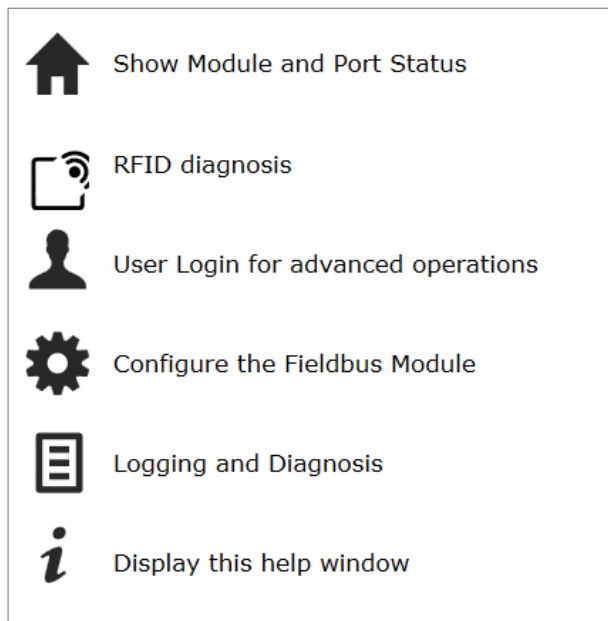 Show Module and Port Status
RFID diagnosis
User Login for advanced operations
Configure the Fieldbus Module
Logging and Diagnosis
Display this help window